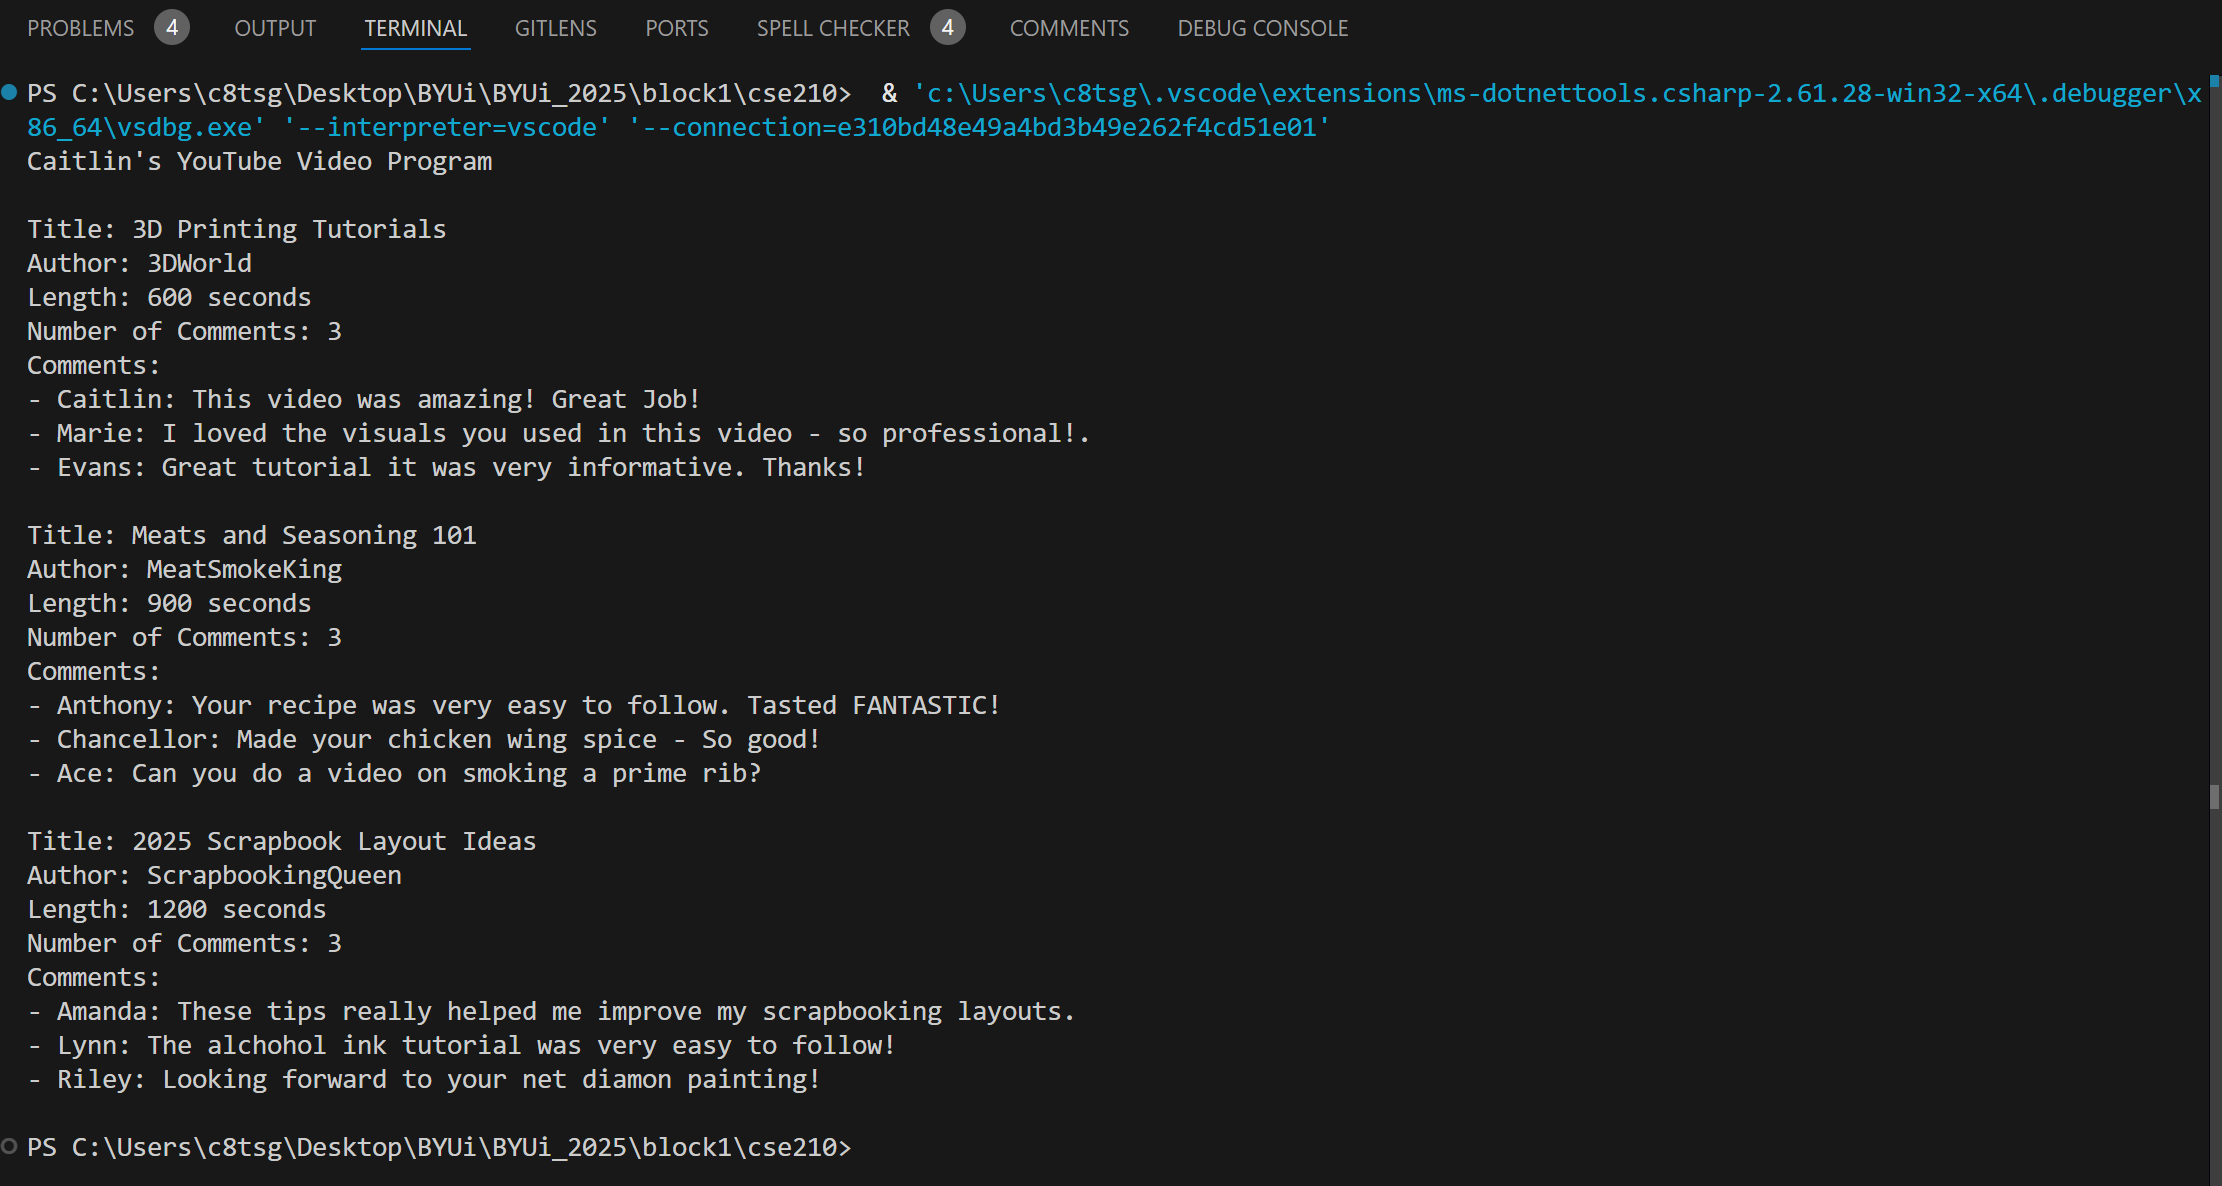 PROBLEMS 4 OUTPUT TERMINAL GITLENS PORTS SPELL CHECKER 4 COMMENTS DEBUG CONSOLE
PS C:\Users\c8tsg\Desktop\BYUi\BYUi_2025\block1\cse210>  & 'c:\Users\c8tsg\.vscode\extensions\ms-dotnettools.csharp-2.61.28-win32-x64\.debugger\x
86_64\vsdbg.exe' '--interpreter=vscode' '--connection=e310bd48e49a4bd3b49e262f4cd51e01'
Caitlin's YouTube Video Program
Title: 3D Printing Tutorials
Author: 3DWorld
Length: 600 seconds
Number of Comments: 3
Comments:
- Caitlin: This video was amazing! Great Job!
- Marie: I loved the visuals you used in this video - so professional!.
- Evans: Great tutorial it was very informative. Thanks!
Title: Meats and Seasoning 101
Author: MeatSmokeKing
Length: 900 seconds
Number of Comments: 3
Comments:
- Anthony: Your recipe was very easy to follow. Tasted FANTASTIC!
- Chancellor: Made your chicken wing spice - So good!
- Ace: Can you do a video on smoking a prime rib?
Title: 2025 Scrapbook Layout Ideas
Author: ScrapbookingQueen
Length: 1200 seconds
Number of Comments: 3
Comments:
- Amanda: These tips really helped me improve my scrapbooking layouts.
- Lynn: The alchohol ink tutorial was very easy to follow!
- Riley: Looking forward to your net diamon painting!
PS C:\Users\c8tsg\Desktop\BYUi\BYUi_2025\block1\cse210>